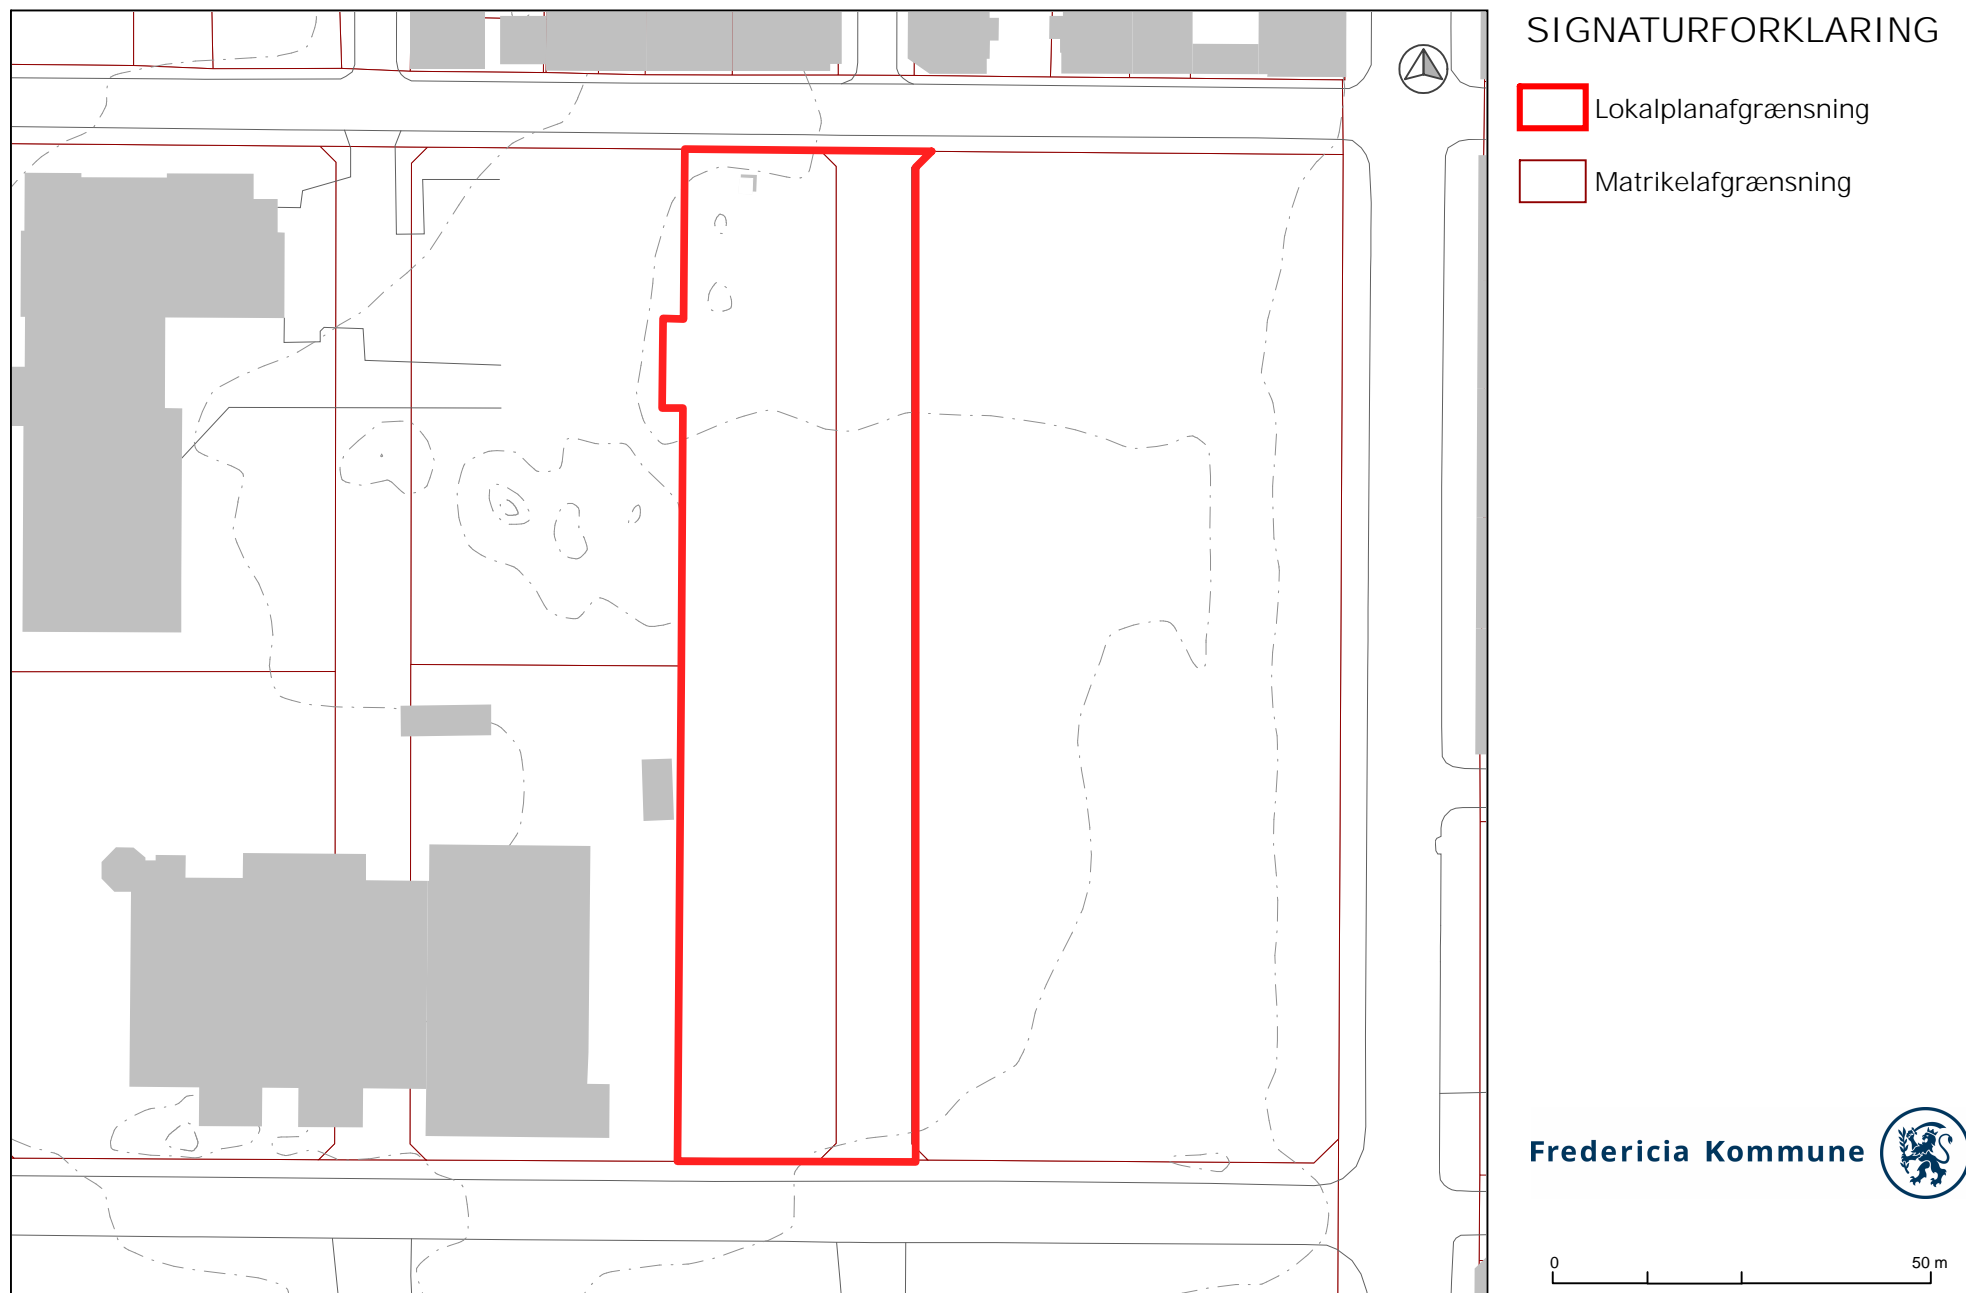 SIGNATURFORKLARING
Lokalplanafgrænsning
Matrikelafgrænsning
Fredericia Kommune
0 50 m